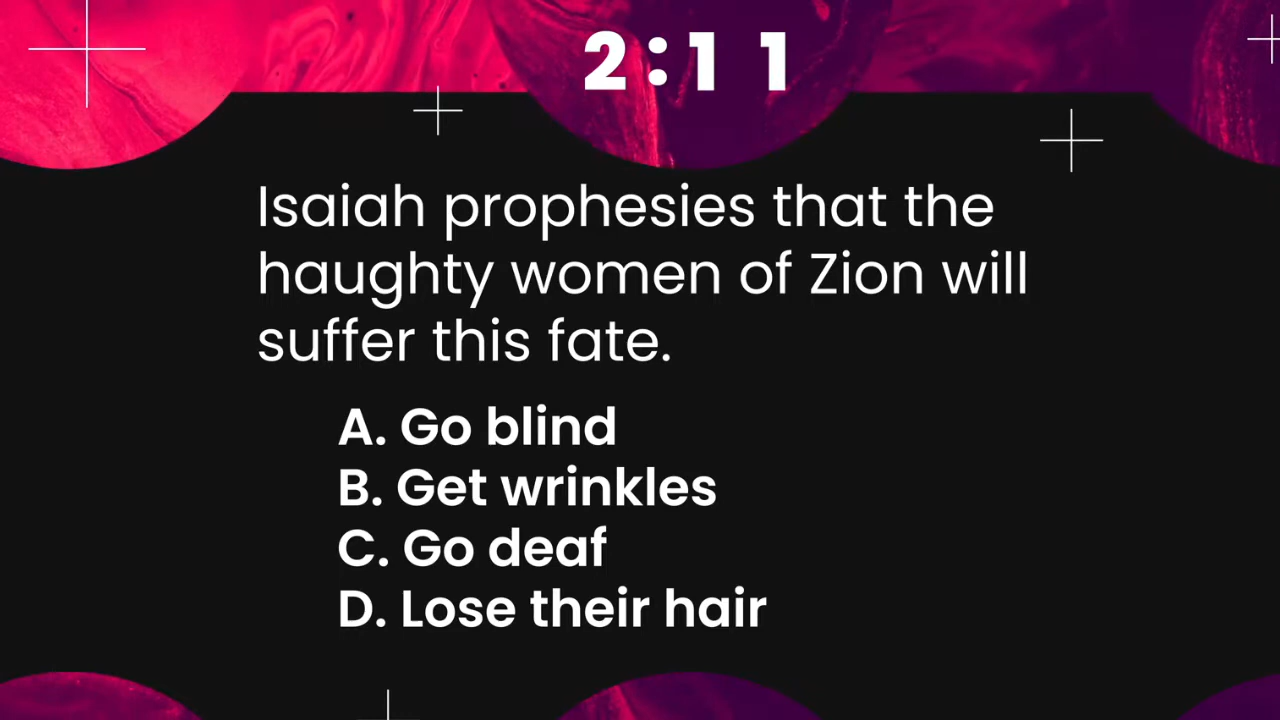 2:11
Isaiah prophesies that the
haughty women of Zion will
suffer this fate.
A. Go blind
B. Get wrinkles
C. Go deaf
D. Lose their hair